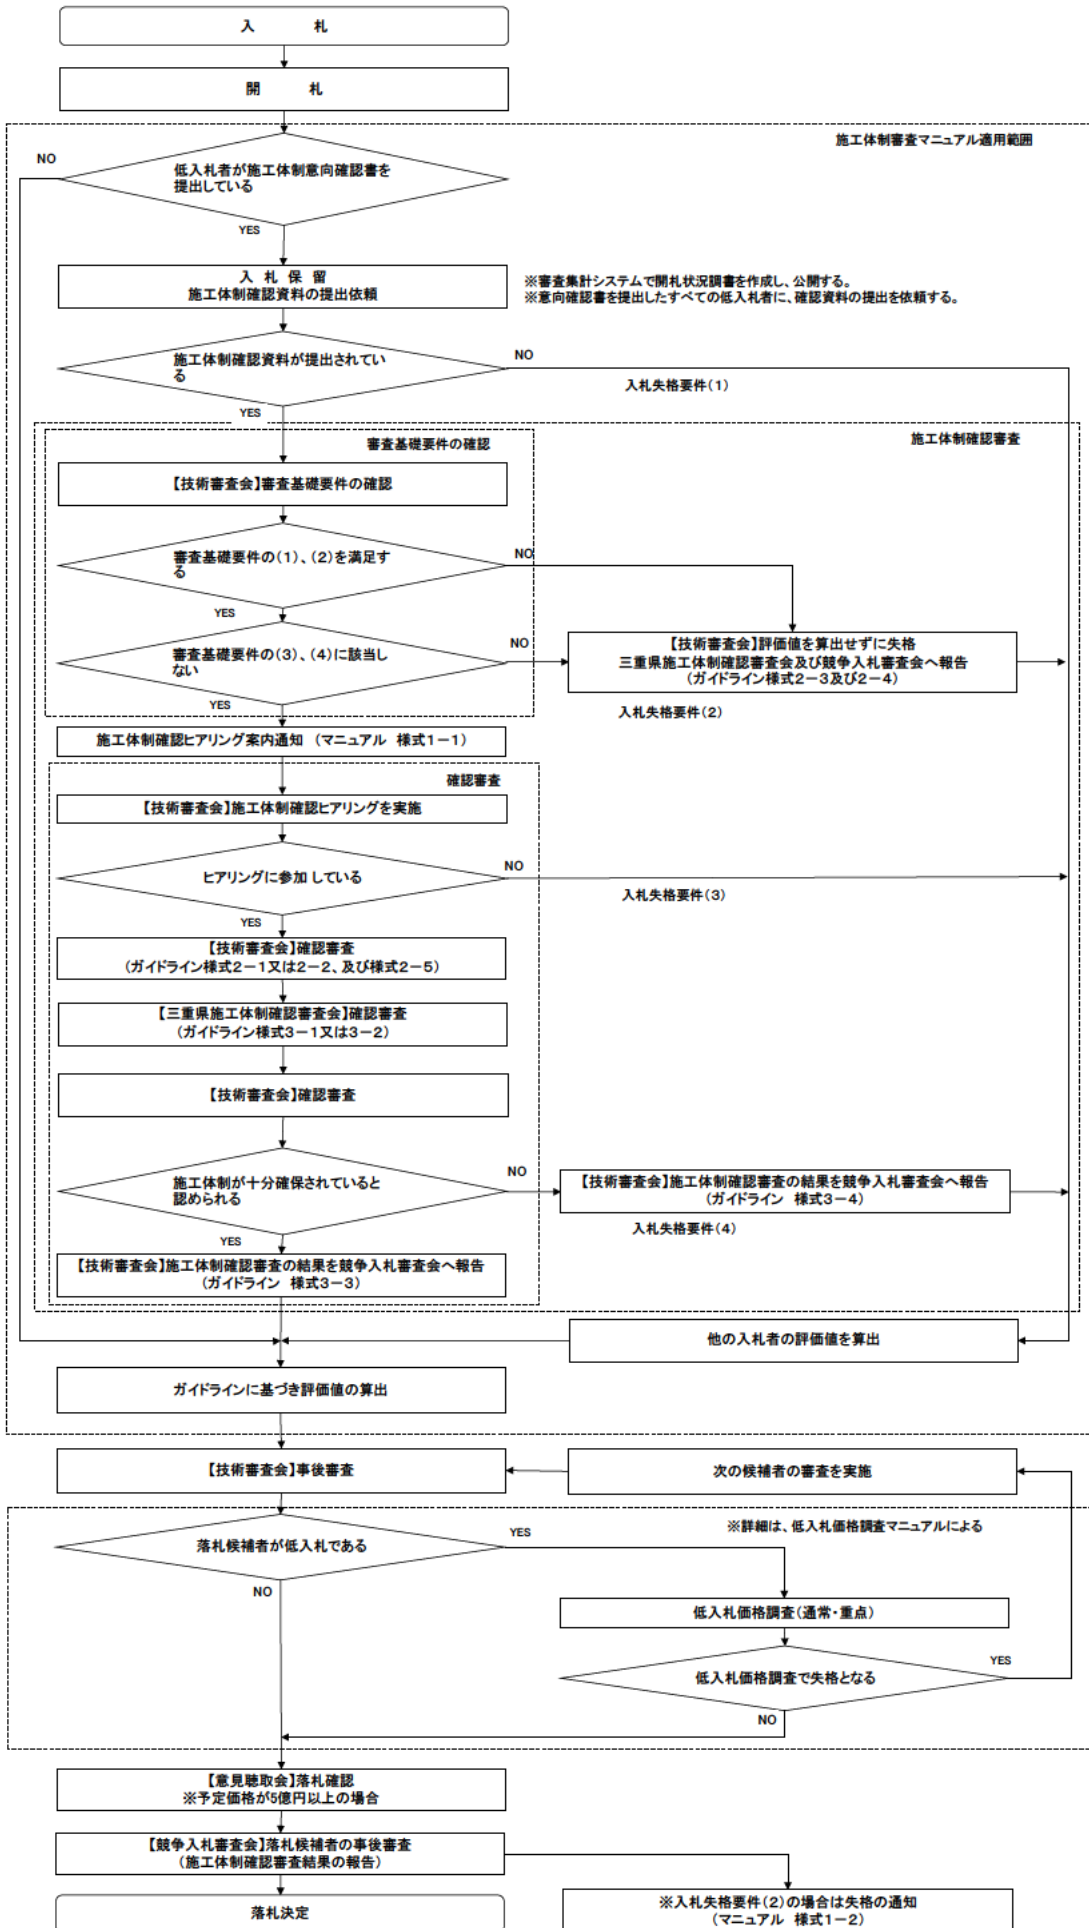 入　　　　札
開　　　　札
施工体制審査マニュアル適用範囲
NO
低入札者が施工体制意向確認書を
提出している
YES
入　札　保　留
施工体制確認資料の提出依頼
※審査集計システムで開札状況調書を作成し、公開する。
※意向確認書を提出したすべての低入札者に、確認資料の提出を依頼する。
施工体制確認資料が提出されてい
る
NO
入札失格要件（1）
YES
施工体制確認審査
審査基礎要件の確認
【技術審査会】審査基礎要件の確認
審査基礎要件の（1）、（2）を満足す
る
NO
YES
審査基礎要件の（3）、（4）に該当し
ない
NO
【技術審査会】評価値を算出せずに失格
三重県施工体制確認審査会及び競争入札審査会へ報告
（ガイドライン様式2－3及び2－4）
YES
入札失格要件（2）
施工体制確認ヒアリング案内通知　（マニュアル　様式1－1）
確認審査
【技術審査会】施工体制確認ヒアリングを実施
ヒアリングに参加 している
NO
入札失格要件（3）
YES
【技術審査会】確認審査
（ガイドライン様式2－1又は2－2、及び様式2－5）
【三重県施工体制確認審査会】確認審査
（ガイドライン様式3－1又は3－2）
【技術審査会】確認審査
施工体制が十分確保されていると
認められる
NO
【技術審査会】施工体制確認審査の結果を競争入札審査会へ報告
（ガイドライン　様式3－4）
入札失格要件（4）
YES
【技術審査会】施工体制確認審査の結果を競争入札審査会へ報告
（ガイドライン　様式3－3）
他の入札者の評価値を算出
ガイドラインに基づき評価値の算出
【技術審査会】事後審査
次の候補者の審査を実施
落札候補者が低入札である
YES
※詳細は、低入札価格調査マニュアルによる
NO
低入札価格調査（通常・重点）
低入札価格調査で失格となる
YES
NO
【意見聴取会】落札確認
※予定価格が5億円以上の場合
【競争入札審査会】落札候補者の事後審査
（施工体制確認審査結果の報告）
落札決定
※入札失格要件（2）の場合は失格の通知
（マニュアル　様式1－2）